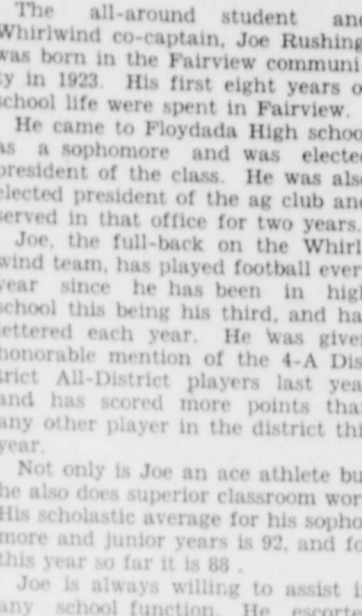 The all-around student an
Whirlwind co-captain, Joe Rushing
was born in the Fairview communi
ty in 1923. His first eight years o
school life were spent in Fairview.
He came to Floydada High schoo
as a sophomore and was electe
president of the class. He was als
elected president of the ag club an
served in that office for two years.
Joe, the full-back on the Whirl
wind team, has played football ever
year since he has been in hig
school this being his third, and ha
lettered each year. He was give
honorable mention of the 4-A Dis
trict All-District players last yea
and has scored more points tha
any other player in the district thi
year.
Not only is Joe an ace athlete bu
he also does superior classroom wor
His scholastic average for his sopho
more and junior years is 92, and fo
this year so far it is 88 .
Joe is always willing to assist i
any school function. He escorte